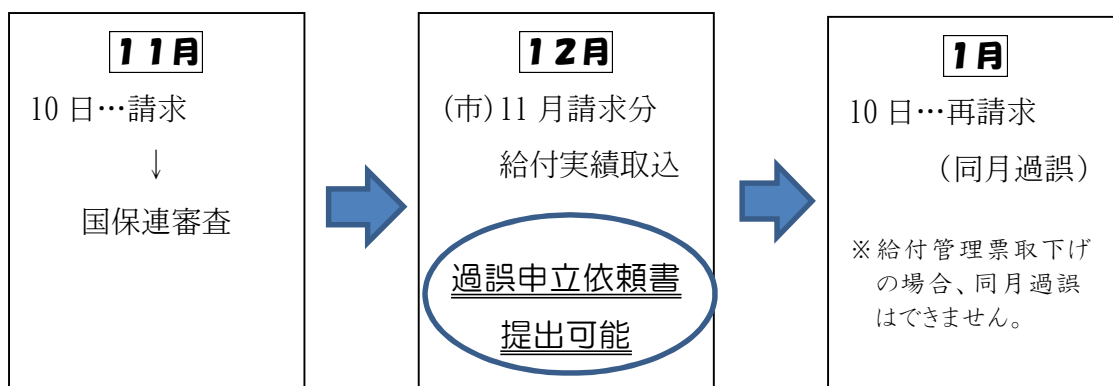 11月
10日…請求
↓
国保連審査
12月
(市)11月請求分
給付実績取込
過誤申立依頼書
提出可能
1月
10日…再請求
(同月過誤)
※給付管理票取下げ
の場合、同月過誤
はできません。